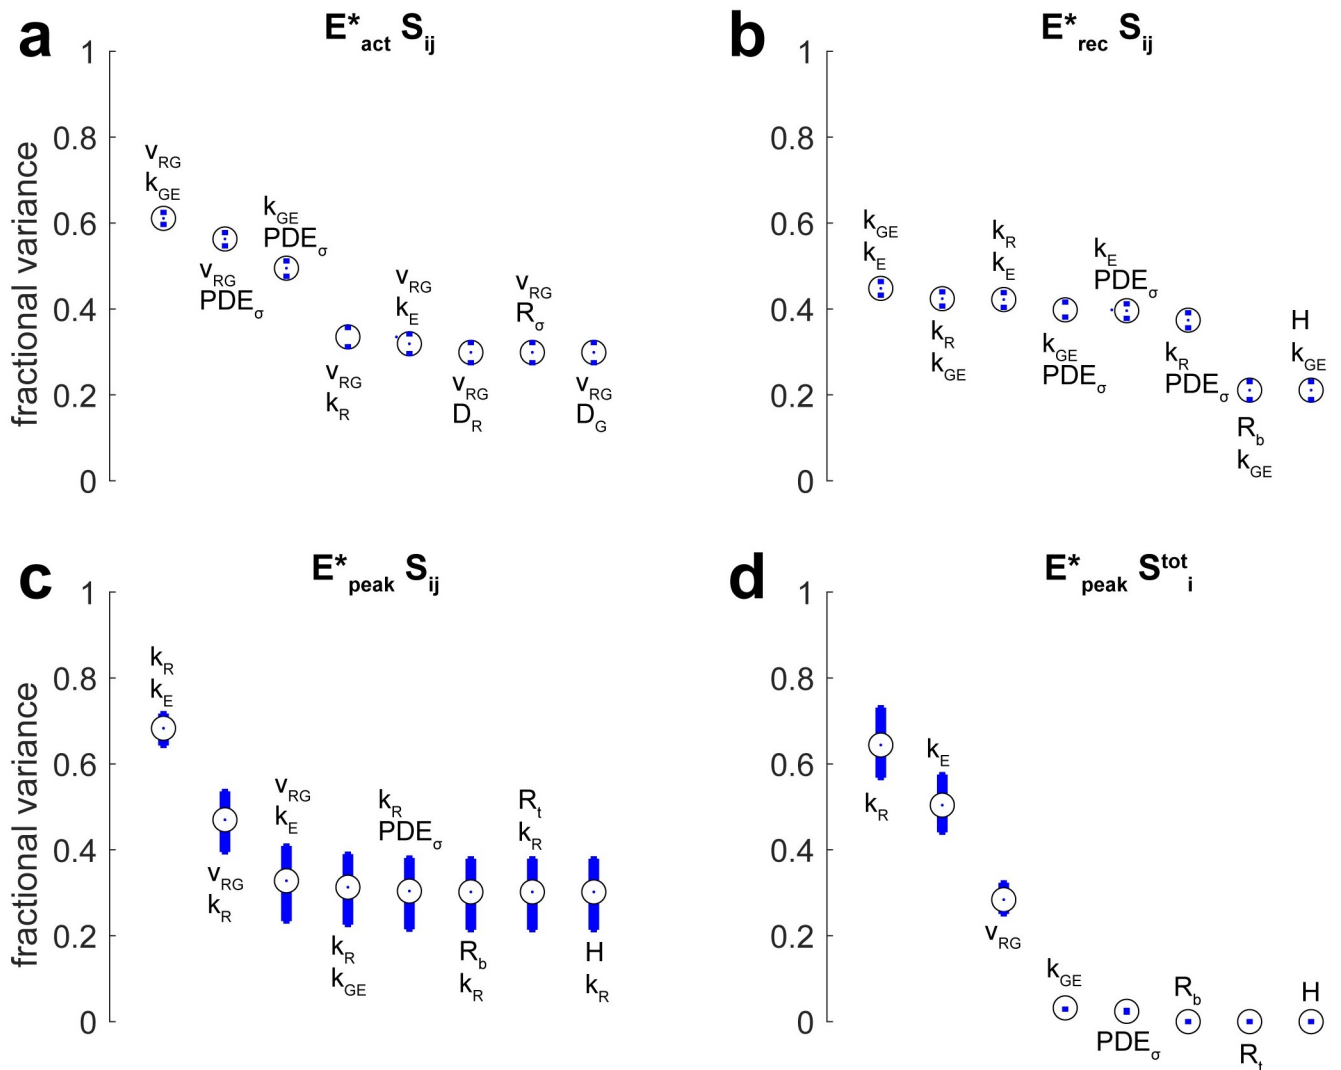 a
E*act Sij
1
0.8
0.6
0.4
0.2
0
fractional variance
vRG
kGE
vRG
PDEσ
kGE
PDEσ
vRG
kR
vRG
kE
vRG
DR
vRG
Rσ
vRG
DG
b
E*rec Sij
1
0.8
0.6
0.4
0.2
0
kGE
kE
kR
kGE
kR
kE
kGE
PDEσ
kE
PDEσ
kR
PDEσ
Rb
kGE
H
kGE
c
E*peak Sij
1
0.8
0.6
0.4
0.2
0
fractional variance
kR
kE
vRG
kR
vRG
kE
kR
kGE
kR
PDEσ
Rb
kR
Rt
kR
H
kR
d
E*peak Stoti
1
0.8
0.6
0.4
0.2
0
kR
kE
vRG
kGE
PDEσ
Rb
Rt
H